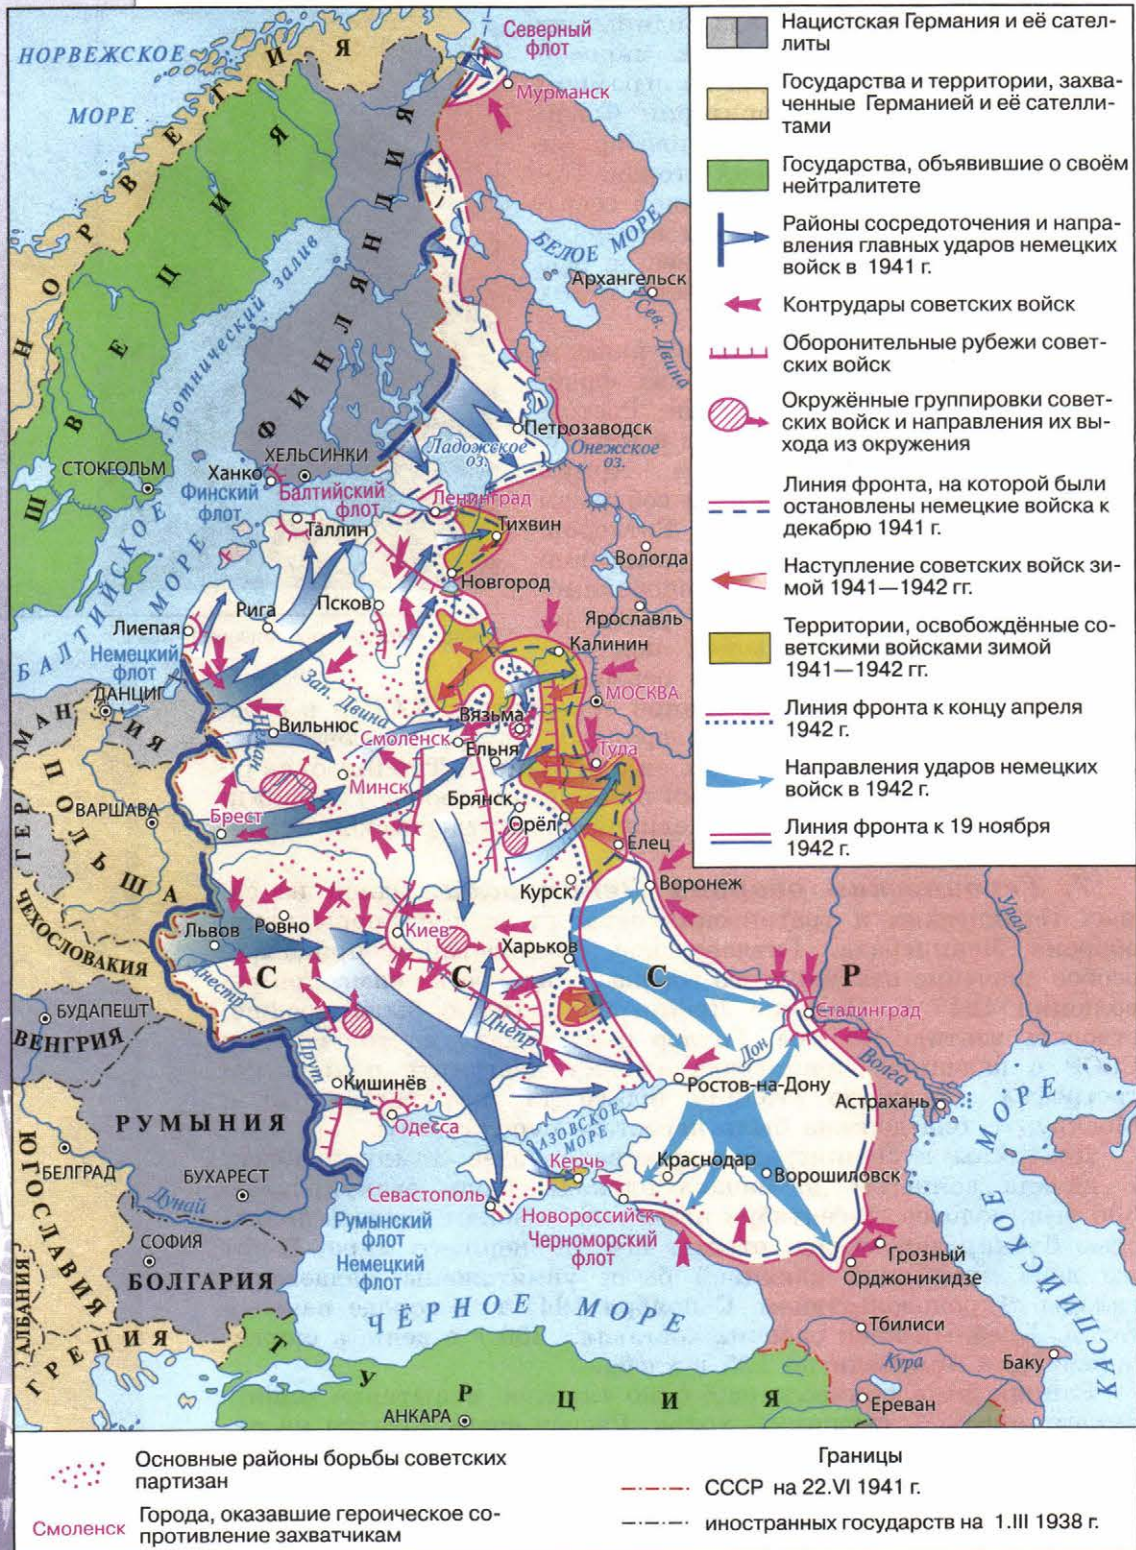 НОРВЕЖСКОЕ
МОРЕ
НОРВЕГИЯ
ШВЕЦИЯ
ФИНЛЯНДИЯ
Северный
флот
Мурманск
БЕЛОЕ МОРЕ
Архангельск
Сев. Двина
Ботнический залив
Петрозаводск
Ладожское
оз.
Онежское
оз.
СТОКГОЛЬМ
ХЕЛЬСИНКИ
Ханко
Финский
флот
Балтийский
флот
Ленинград
Тихвин
Таллин
Вологда
Новгород
Псков
Рига
Ярославль
Лиепая
Калинин
Немецкий
флот
БАЛТИЙСКОЕ МОРЕ
МОСКВА
ДАНЦИГ
Зап. Двина
Вязьма
Вильнюс
Неман
Смоленск
Ельня
Тула
ГЕРМАНИЯ
Минск
Брянск
ПОЛЬША
ВАРШАВА
Брест
Орёл
Елец
Курск
Воронеж
Урал
ЧЕХОСЛОВАКИЯ
Львов
Ровно
Киев
Харьков
СССР
Днестр
Днепр
Сталинград
БУДАПЕШТ
ВЕНГРИЯ
Прут
Дон
Волга
Кишинёв
Ростов-на-Дону
Астрахань
РУМЫНИЯ
Одесса
АЗОВСКОЕ
МОРЕ
БЕЛГРАД
БУХАРЕСТ
Керчь
Краснодар
Ворошиловск
ЮГОСЛАВИЯ
Дунай
Севастополь
Новороссийск
Румынский
флот
Немецкий
флот
Черноморский
флот
СОФИЯ
Грозный
БОЛГАРИЯ
Орджоникидзе
АЛБАНИЯ
ГРЕЦИЯ
ЧЕРНОЕ МОРЕ
КАСПИЙСКОЕ МОРЕ
Тбилиси
Кура
Баку
ТУРЦИЯ
АНКАРА
Ереван
Нацистская Германия и её сател-
литы
Государства и территории, захва-
ченные Германией и её сателли-
тами
Государства, объявившие о своём
нейтралитете
Районы сосредоточения и направ-
ления главных ударов немецких
войск в 1941 г.
Контрудары советских войск
Оборонительные рубежи совет-
ских войск
Окружённые группировки совет-
ских войск и направления их вы-
хода из окружения
Линия фронта, на которой были
остановлены немецкие войска к
декабрю 1941 г.
Наступление советских войск зи-
мой 1941—1942 гг.
Территории, освобождённые со-
ветскими войсками зимой
1941—1942 гг.
Линия фронта к концу апреля
1942 г.
Направления ударов немецких
войск в 1942 г.
Линия фронта к 19 ноября
1942 г.
Основные районы борьбы советских
партизан
Смоленск
Города, оказавшие героическое со-
противление захватчикам
Границы
СССР на 22.VI 1941 г.
иностранных государств на 1.III 1938 г.